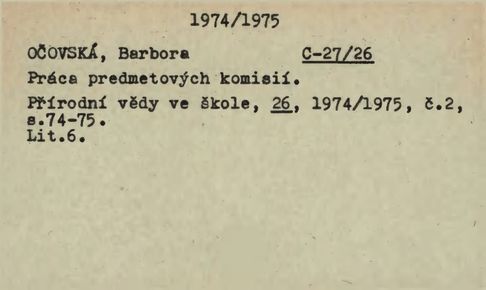 1974/1975
OČOVSKÁ, Barbora C-27/26
Práca predmetových komisií.
Přírodní vědy ve škole, 26, 1974/1975, č.2,
s.74-75.
Lit.6.